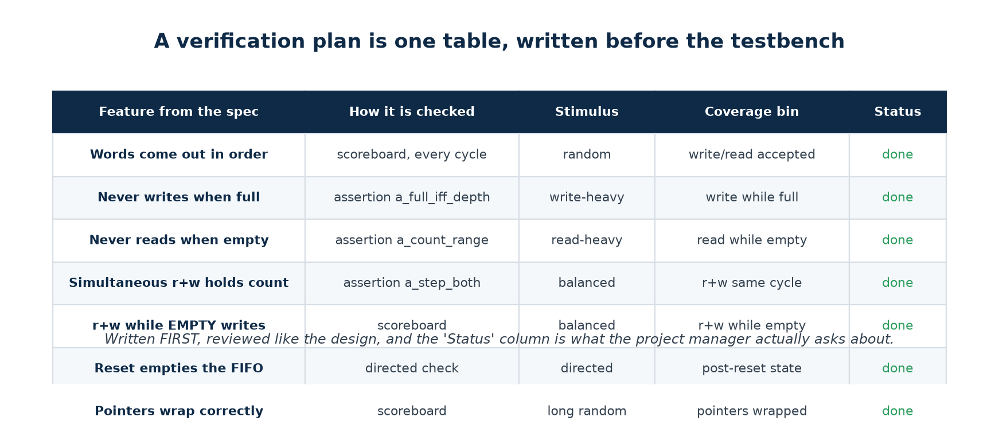 A verification plan is one table, written before the testbench
Feature from the spec How it is checked Stimulus Coverage bin Status
Words come out in order scoreboard, every cycle random write/read accepted done
Never writes when full assertion a_full_iff_depth write-heavy write while full done
Never reads when empty assertion a_count_range read-heavy read while empty done
Simultaneous r+w holds count assertion a_step_both balanced r+w same cycle done
r+w while EMPTY writes scoreboard balanced r+w while empty done
Written FIRST, reviewed like the design, and the 'Status' column is what the project manager actually asks about.
Reset empties the FIFO directed check directed post-reset state done
Pointers wrap correctly scoreboard long random pointers wrapped done